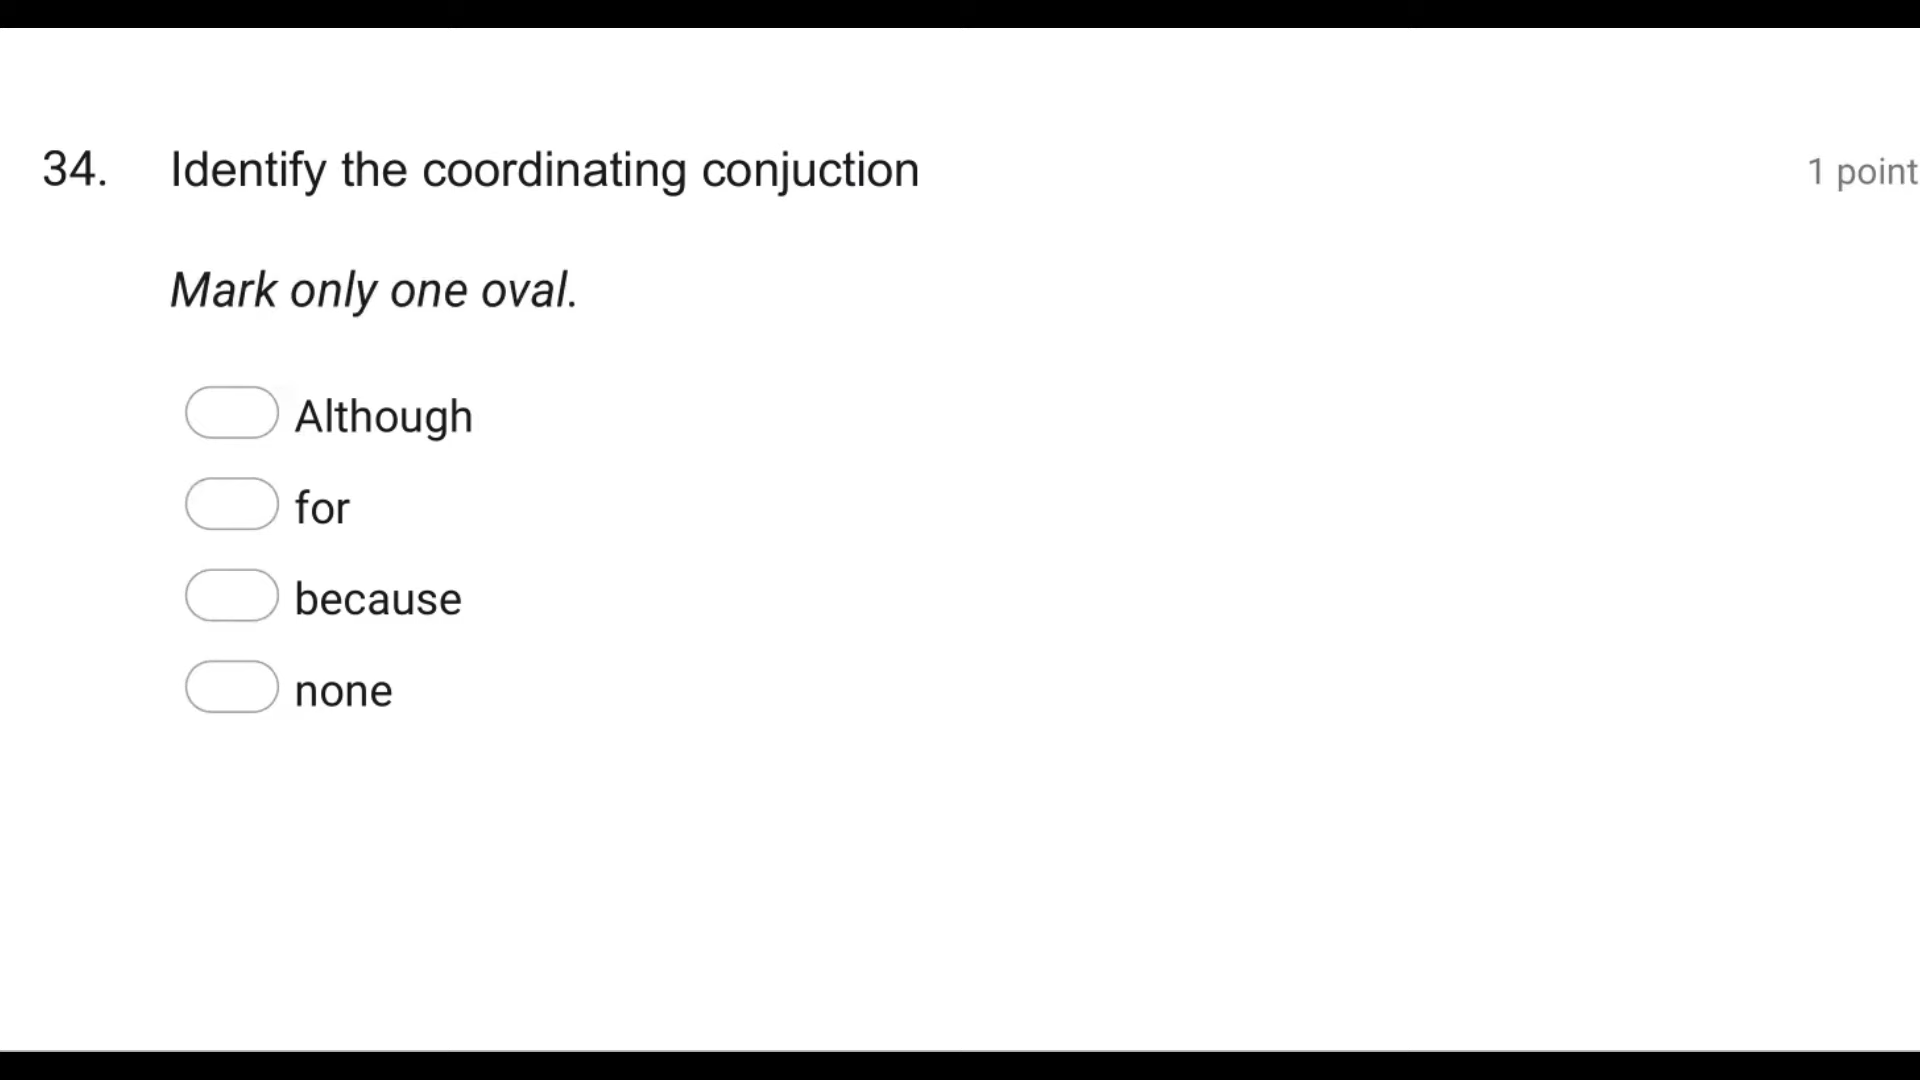 34. Identify the coordinating conjuction 1 point
Mark only one oval.
Although
for
because
none